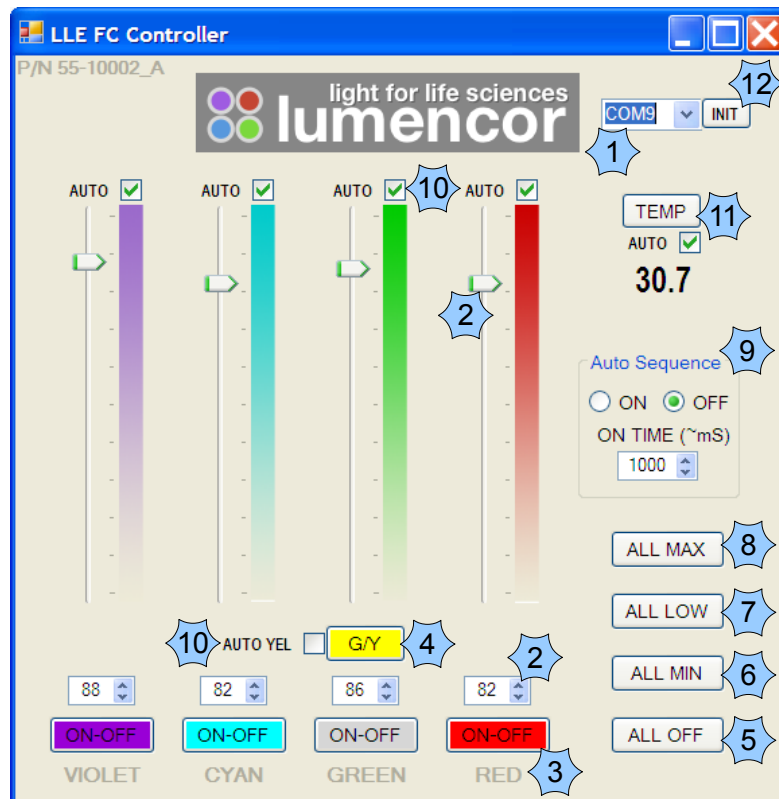 LLE FC Controller
P/N 55-10002_A
light for life sciences
lumencor
COM9 INIT
12
1
AUTO AUTO AUTO 10 AUTO
TEMP 11
AUTO
30.7
2
9
Auto Sequence
ON OFF
ON TIME (~mS)
1000
ALL MAX 8
ALL LOW 7
10 AUTO YEL G/Y 4
2
ALL MIN 6
88 82 86 82
ON-OFF ON-OFF ON-OFF ON-OFF
ALL OFF 5
VIOLET CYAN GREEN RED 3